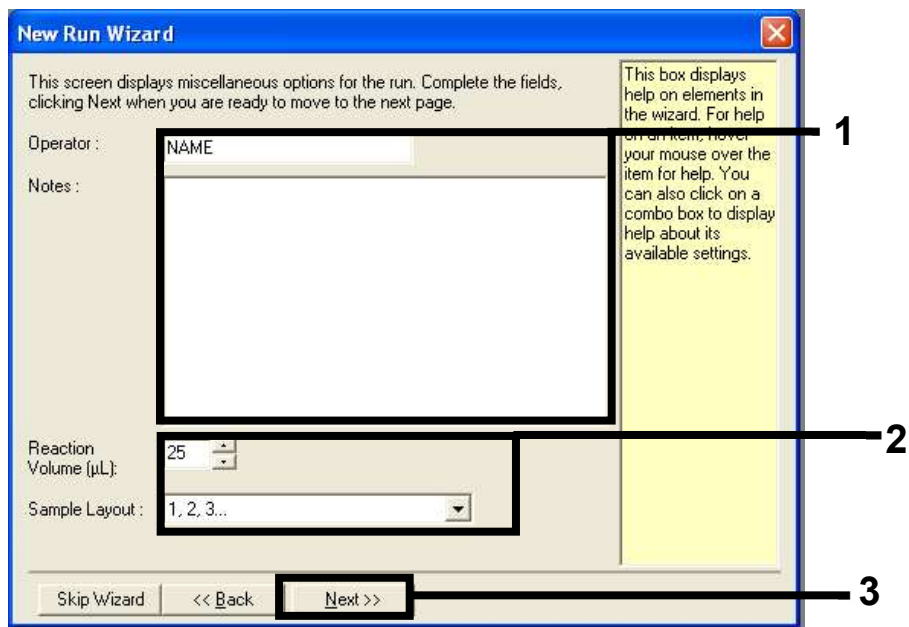 New Run Wizard
This screen displays miscellaneous options for the run. Complete the fields,
clicking Next when you are ready to move to the next page.
Operator :
NAME
Notes :
This box displays
help on elements in
the wizard. For help
hover
your mouse over the
item for help. You
can also click on a
combo box to display
help about its
available settings.
1
Reaction
Volume (µL):
25
2
Sample Layout :
1, 2, 3...
Skip Wizard
<< Back
Next >>
3